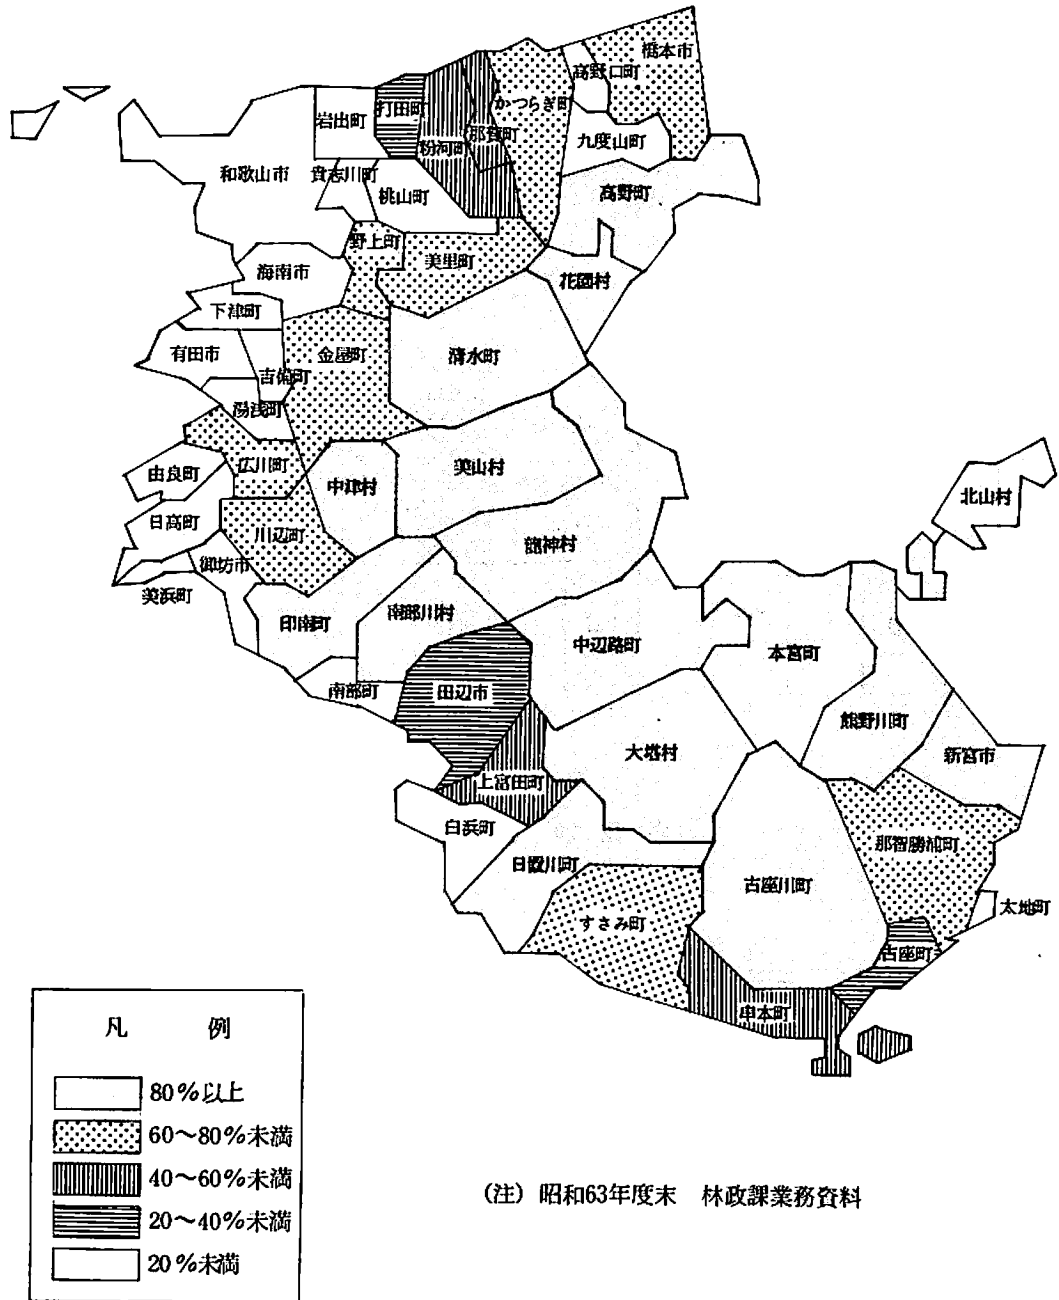 橋本市
高野口町
かつらぎ町
打田町
岩出町
那賀町
粉河町
九度山町
和歌山市
貴志川町
桃山町
高野町
野上町
美里町
海南市
花園村
下津町
有田市
金屋町
清水町
吉備町
湯浅町
広川町
由良町
美山村
中津村
北山村
日高町
川辺町
龍神村
御坊市
美浜町
印南町
南部川村
中辺路町
本宮町
南部町
田辺市
熊野川町
大塔村
新宮市
上富田町
白浜町
那智勝浦町
日置川町
古座川町
太地町
すさみ町
古座町
串本町
凡 例
80%以上
60～80%未満
40～60%未満
20～40%未満
20%未満
(注) 昭和63年度末 林政課業務資料